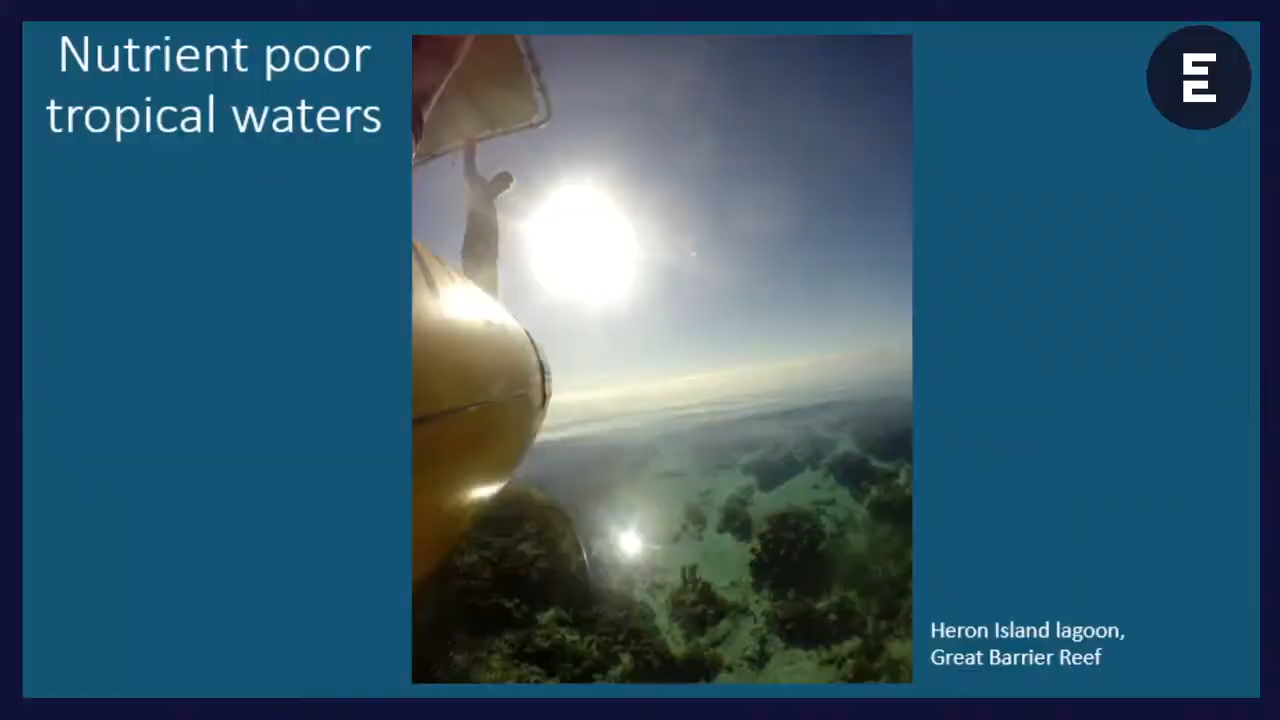 Nutrient poor
tropical waters
E
Heron Island lagoon,
Great Barrier Reef